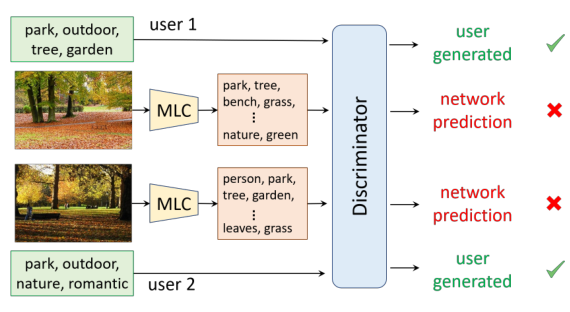 park, outdoor,
tree, garden
user 1
user
generated
MLC
park, tree,
bench, grass,
⋮
nature, green
network
prediction
Discriminator
MLC
person, park,
tree, garden,
⋮
leaves, grass
network
prediction
park, outdoor,
nature, romantic
user 2
user
generated